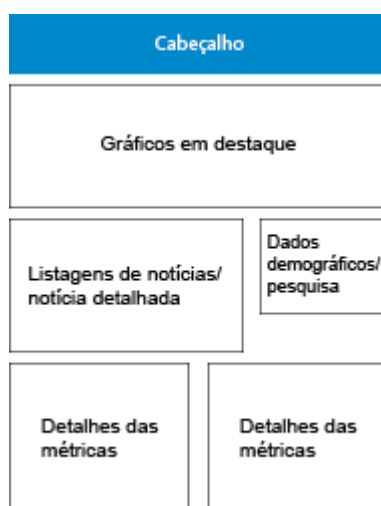 Cabeçalho
Gráficos em destaque
Listagens de notícias/
notícia detalhada
Dados
demográficos/
pesquisa
Detalhes das
métricas
Detalhes das
métricas